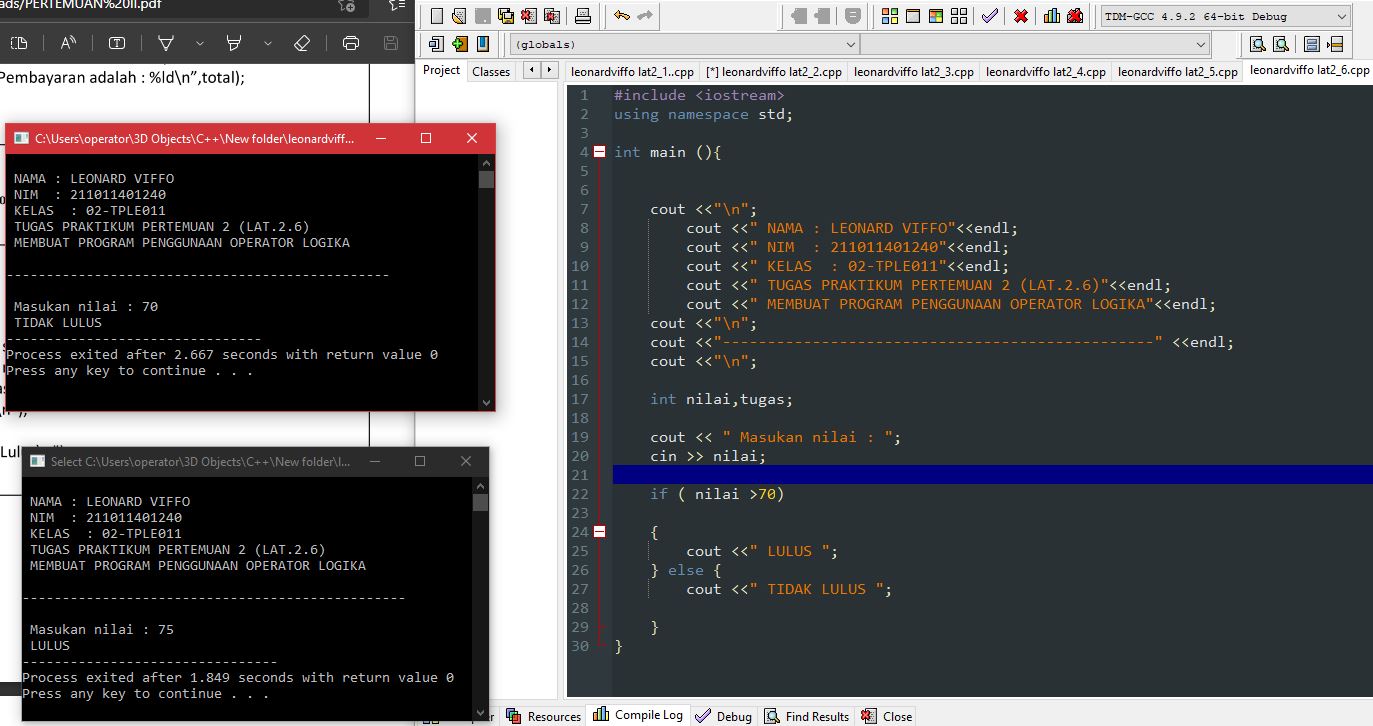 ads/PERTEMUAN%20II.pdf
Pembayaran adalah : %ld\n”,total);
C:\Users\operator\3D Objects\C++\New folder\leonardviff...
NAMA : LEONARD VIFFO
NIM  : 211011401240
KELAS  : 02-TPLE011
TUGAS PRAKTIKUM PERTEMUAN 2 (LAT.2.6)
MEMBUAT PROGRAM PENGGUNAAN OPERATOR LOGIKA
------------------------------------------------
Masukan nilai : 70
TIDAK LULUS
--------------------------------
Process exited after 2.667 seconds with return value 0
Press any key to continue . . .
Select C:\Users\operator\3D Objects\C++\New folder\l...
NAMA : LEONARD VIFFO
NIM  : 211011401240
KELAS  : 02-TPLE011
TUGAS PRAKTIKUM PERTEMUAN 2 (LAT.2.6)
MEMBUAT PROGRAM PENGGUNAAN OPERATOR LOGIKA
------------------------------------------------
Masukan nilai : 75
LULUS
--------------------------------
Process exited after 1.849 seconds with return value 0
Press any key to continue . . .
TDM-GCC 4.9.2 64-bit Debug
(globals)
Project Classes
leonardviffo lat2_1..cpp [*] leonardviffo lat2_2.cpp leonardviffo lat2_3.cpp leonardviffo lat2_4.cpp leonardviffo lat2_5.cpp leonardviffo lat2_6.cpp
1 #include <iostream>
2 using namespace std;
3
4 int main (){
5
6
7 cout <<"\n";
8 cout <<" NAMA : LEONARD VIFFO"<<endl;
9 cout <<" NIM  : 211011401240"<<endl;
10 cout <<" KELAS  : 02-TPLE011"<<endl;
11 cout <<" TUGAS PRAKTIKUM PERTEMUAN 2 (LAT.2.6)"<<endl;
12 cout <<" MEMBUAT PROGRAM PENGGUNAAN OPERATOR LOGIKA"<<endl;
13 cout <<"\n";
14 cout <<"------------------------------------------------" <<endl;
15 cout <<"\n";
16
17 int nilai,tugas;
18
19 cout << " Masukan nilai : ";
20 cin >> nilai;
21
22 if ( nilai >70)
23
24 {
25 cout <<" LULUS ";
26 } else {
27 cout <<" TIDAK LULUS ";
28
29 }
30 }
Resources Compile Log Debug Find Results Close